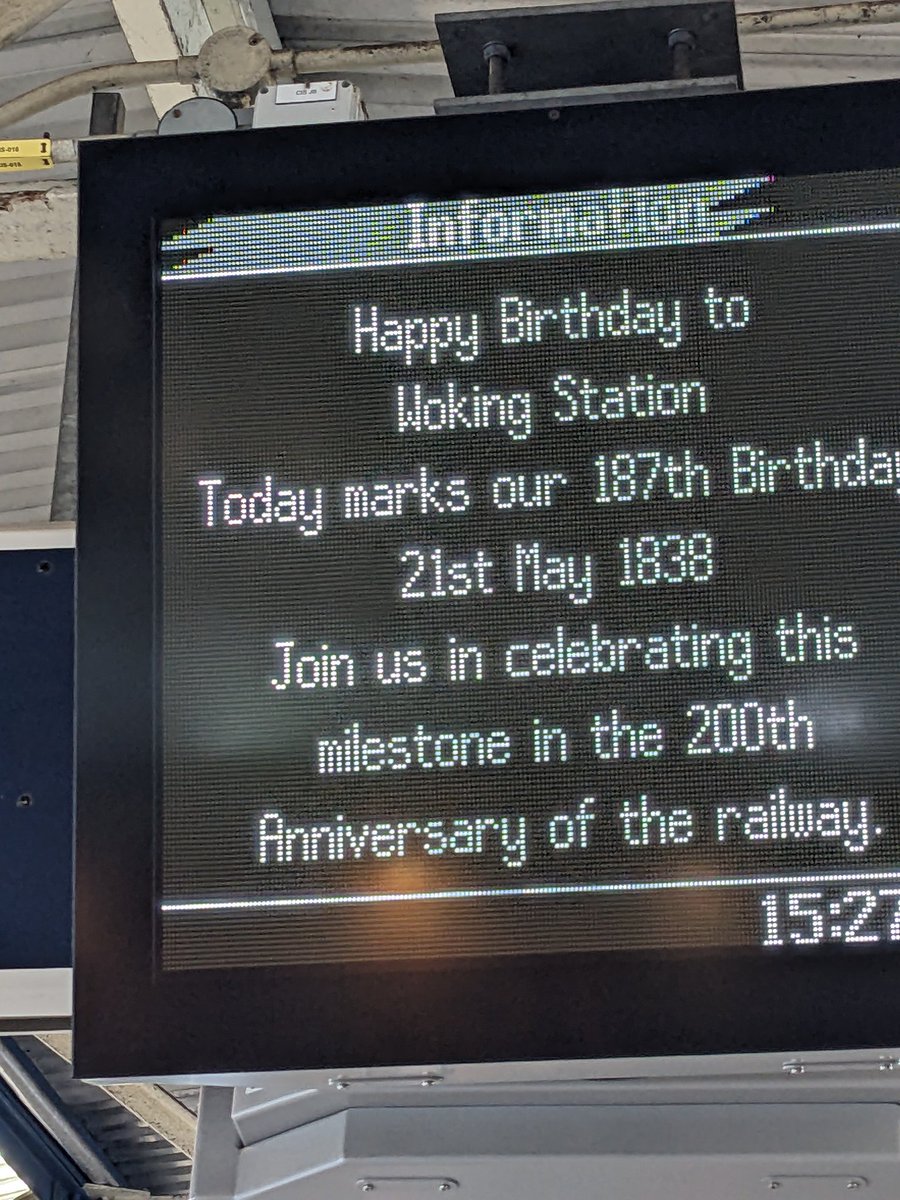 Information
Happy Birthday to
Woking Station
Today marks our 187th Birthday
21st May 1838
Join us in celebrating this
milestone in the 200th
Anniversary of the railway.
15:27